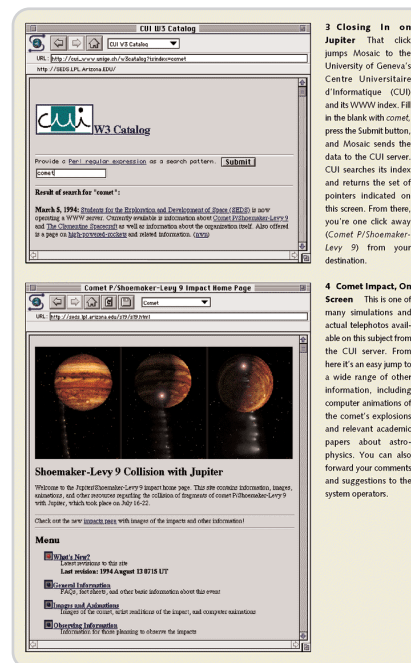 CUI W3 Catalog
CUI W3 Catalog
URL: http://cui_www.unige.ch/w3catalog?isindex=comet
http://SEDS.LPL.Arizona.EDU/
cui W3 Catalog
Provide a Perl regular expression as a search pattern. Submit
comet
Result of search for "comet":
March 5, 1994: Students for the Exploration and Development of Space (SEDS) is now
operating a WWW server. Currently available is information about Comet P/Shoemaker-Levy 9
and The Clementine Spacecraft as well as information about the organization itself. Also offered
is a page on high-powered-rockets and related information. (nwn)
3 Closing In on
Jupiter That click
jumps Mosaic to the
University of Geneva's
Centre Universitaire
d'Informatique (CUI)
and its WWW index. Fill
in the blank with comet,
press the Submit button,
and Mosaic sends the
data to the CUI server.
CUI searches its index
and returns the set of
pointers indicated on
this screen. From there,
you're one click away
(Comet P/Shoemaker-
Levy 9) from your
destination.
Comet P/Shoemaker-Levy 9 Impact Home Page
Comet
URL: http://seds.lpl.arizona.edu/sl9/sl9.html
Shoemaker-Levy 9 Collision with Jupiter
Welcome to the Jupiter/Shoemaker-Levy 9 impact home page. This site contains information, images,
animations, and other resources regarding the collision of fragments of comet P/Shoemaker-Levy 9
with Jupiter, which took place on July 16-22.
Check out the new impacts page with images of the impacts and other information!
Menu
What's New?
Latest revisions to this site
Last revision: 1994 August 13 0715 UT
General Information
FAQs, fact sheets, and other basic information about this event
Images and Animations
Images of the comet, artist renditions of the impact, and computer animations
Observing Information
Information for those planning to observe the impacts
4 Comet Impact, On
Screen This is one of
many simulations and
actual telephotos avail-
able on this subject from
the CUI server. From
here it's an easy jump to
a wide range of other
information, including
computer animations of
the comet's explosions
and relevant academic
papers about astro-
physics. You can also
forward your comments
and suggestions to the
system operators.